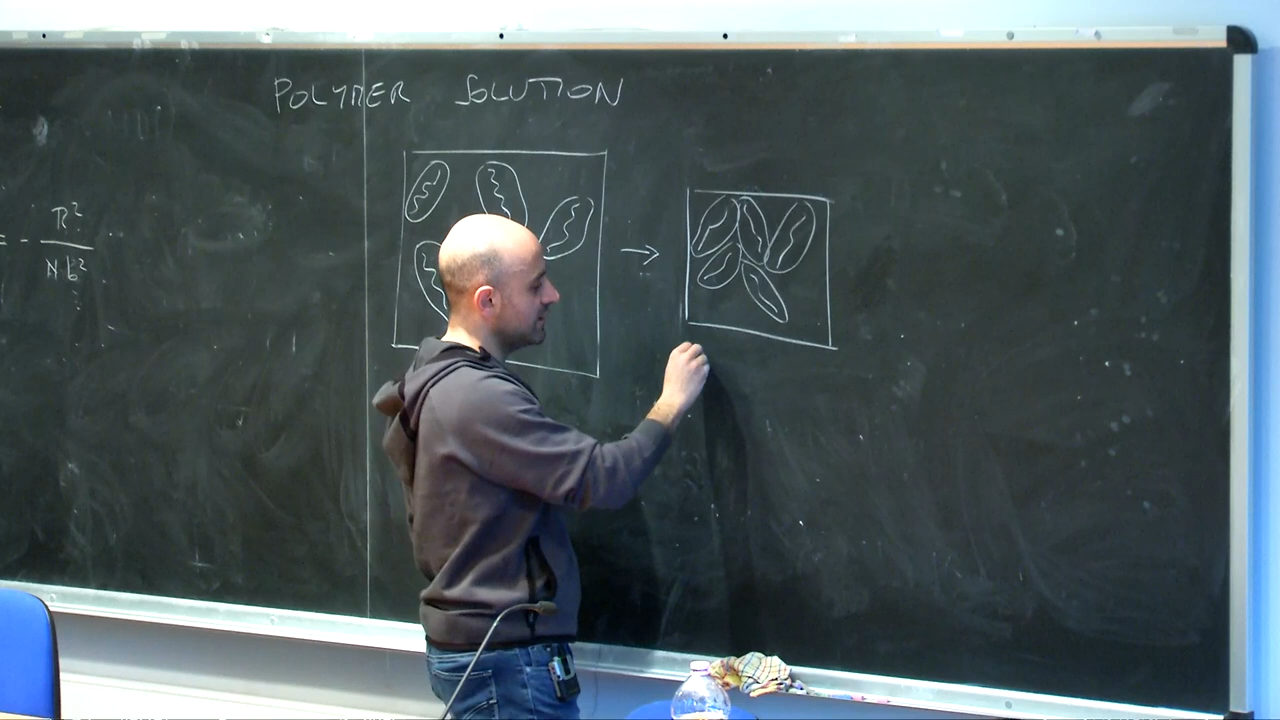 POLYMER SOLUTION
= - R²
N b²